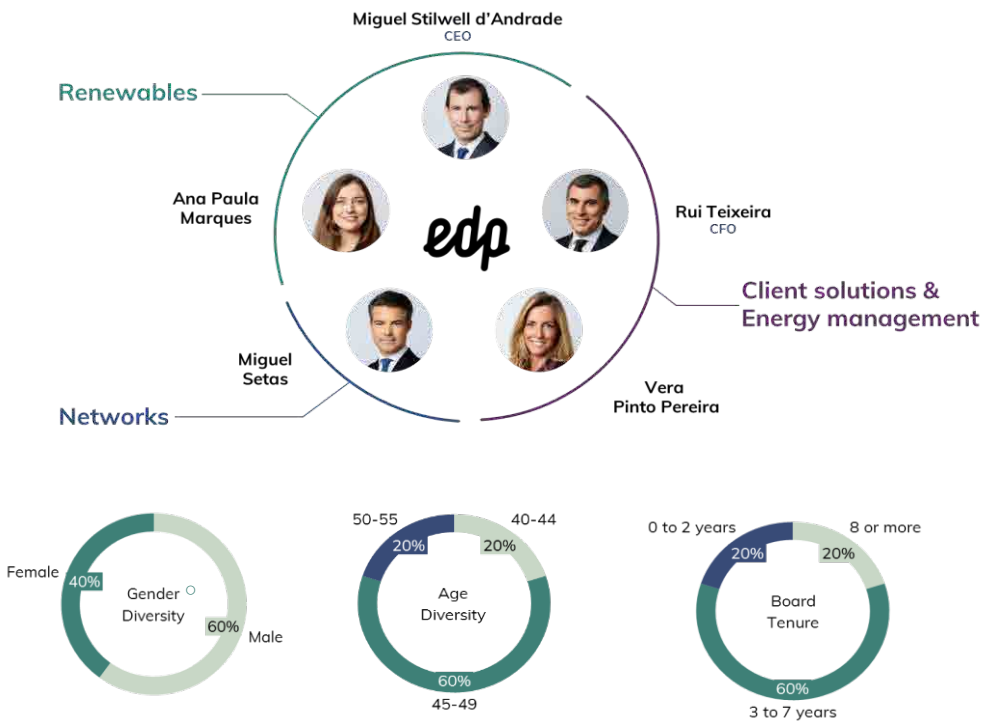 Miguel Stilwell d’Andrade
CEO
Renewables
Ana Paula
Marques
edp
Rui Teixeira
CFO
Client solutions &
Energy management
Miguel
Setas
Vera
Pinto Pereira
Networks
Female
40%
Gender
Diversity
60%
Male
50-55
40-44
20%
20%
Age
Diversity
60%
45-49
0 to 2 years
8 or more
20%
20%
Board
Tenure
60%
3 to 7 years